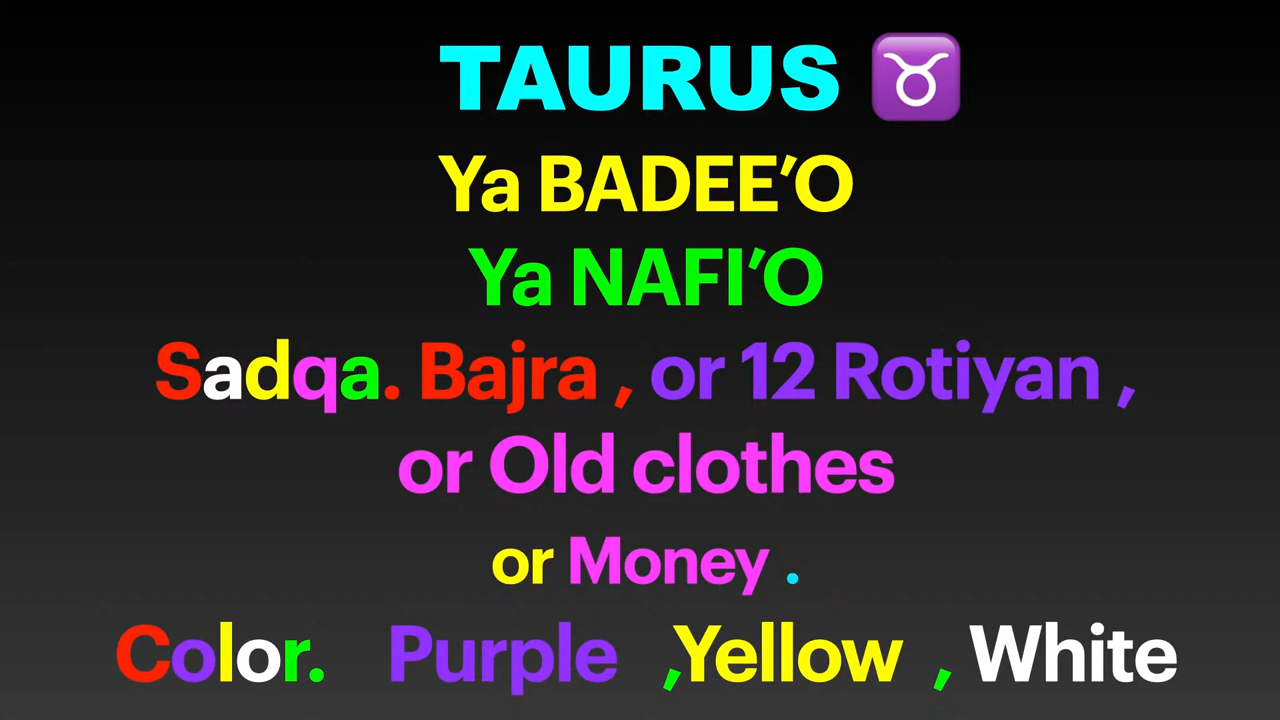 TAURUS ♉
Ya BADEE’O
Ya NAFI’O
Sadqa. Bajra , or 12 Rotiyan ,
or Old clothes
or Money .
Color. Purple ,Yellow , White